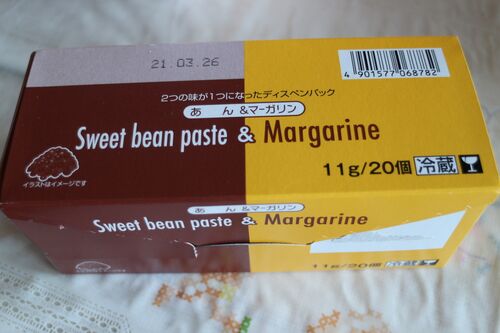 21.03.26
4 901577 068782
2つの味が1つになったディスペンパック
あん&マーガリン
Sweet bean paste & Margarine
イラストはイメージです
11g/20個 冷蔵
あん&マーガリン
Sweet bean paste & Margarine
11g/20個 冷蔵